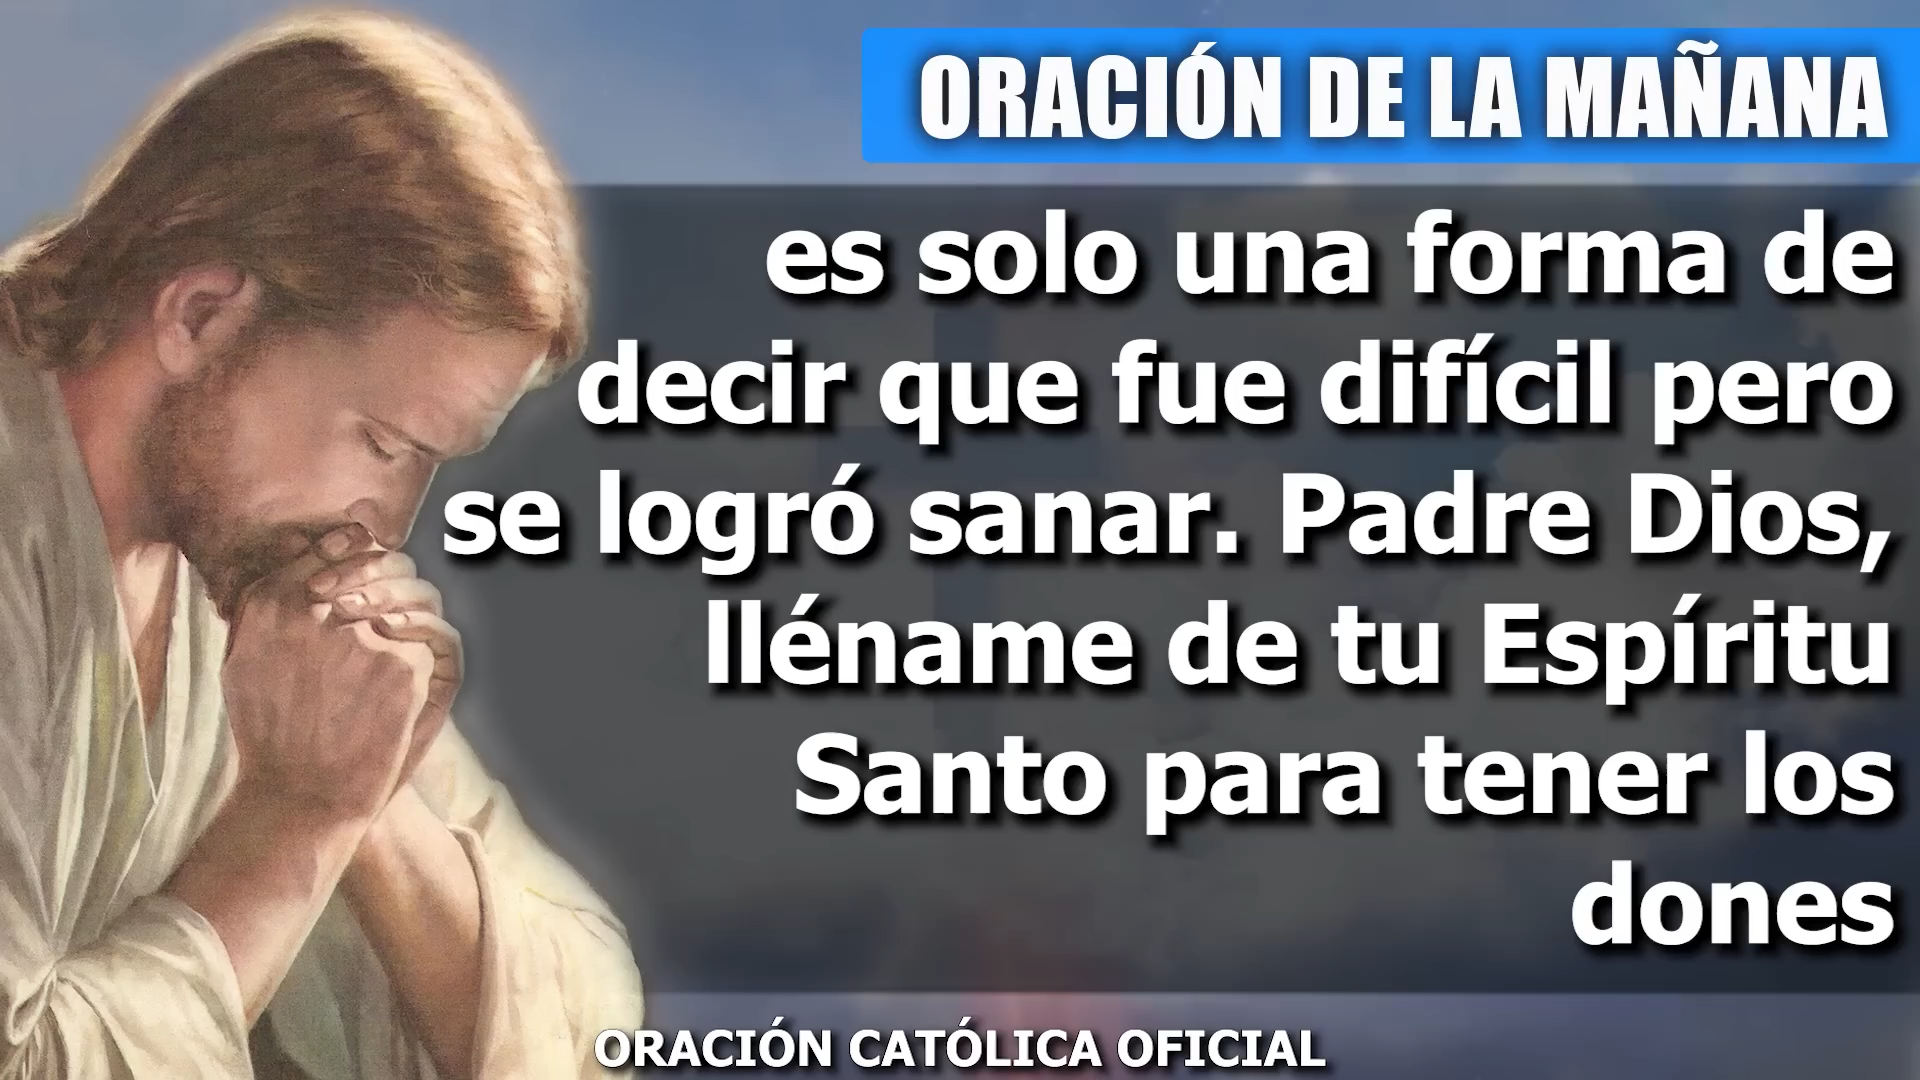 ORACIÓN DE LA MAÑANA
es solo una forma de
decir que fue difícil pero
se logró sanar. Padre Dios,
lléname de tu Espíritu
Santo para tener los
dones
ORACIÓN CATÓLICA OFICIAL